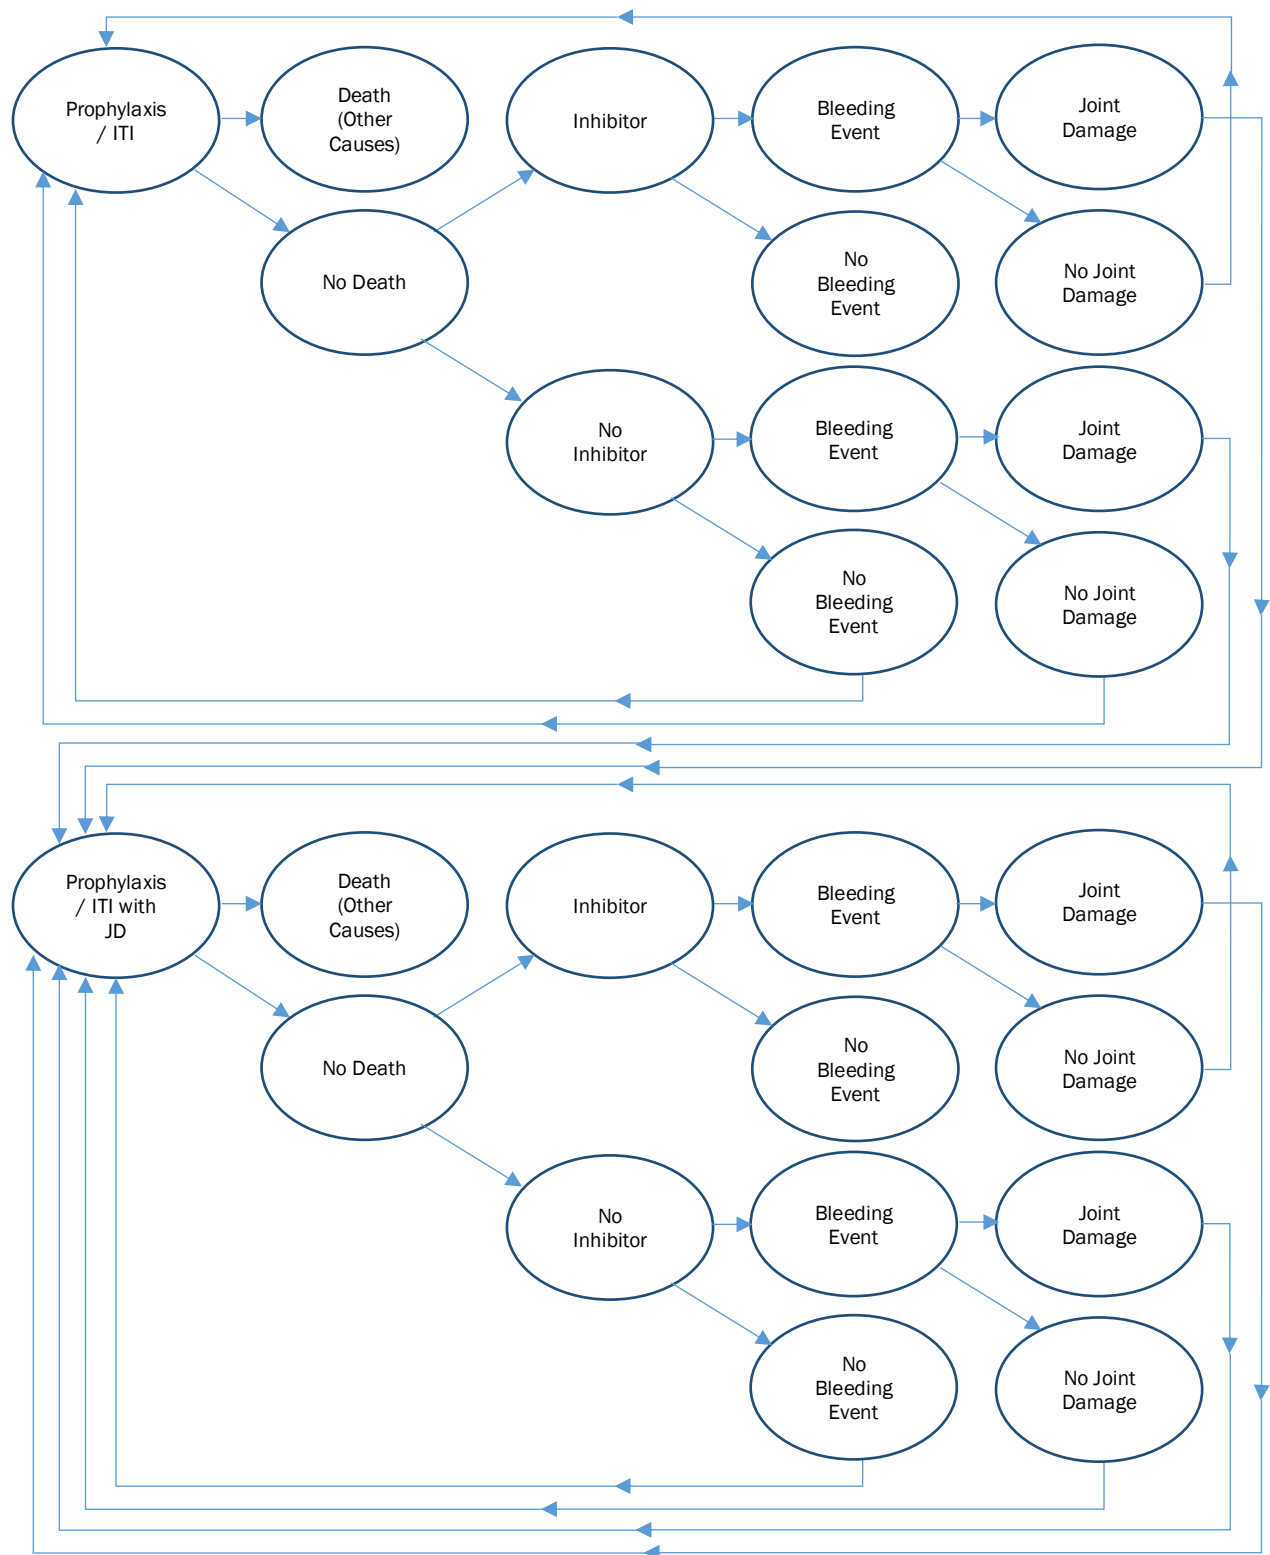 Prophylaxis
/ ITI
Death
(Other
Causes)
Inhibitor
Bleeding
Event
Joint
Damage
No Death
No
Bleeding
Event
No Joint
Damage
No
Inhibitor
Bleeding
Event
Joint
Damage
No
Bleeding
Event
No Joint
Damage
Prophylaxis
/ ITI with
JD
Death
(Other
Causes)
Inhibitor
Bleeding
Event
Joint
Damage
No Death
No
Bleeding
Event
No Joint
Damage
No
Inhibitor
Bleeding
Event
Joint
Damage
No
Bleeding
Event
No Joint
Damage